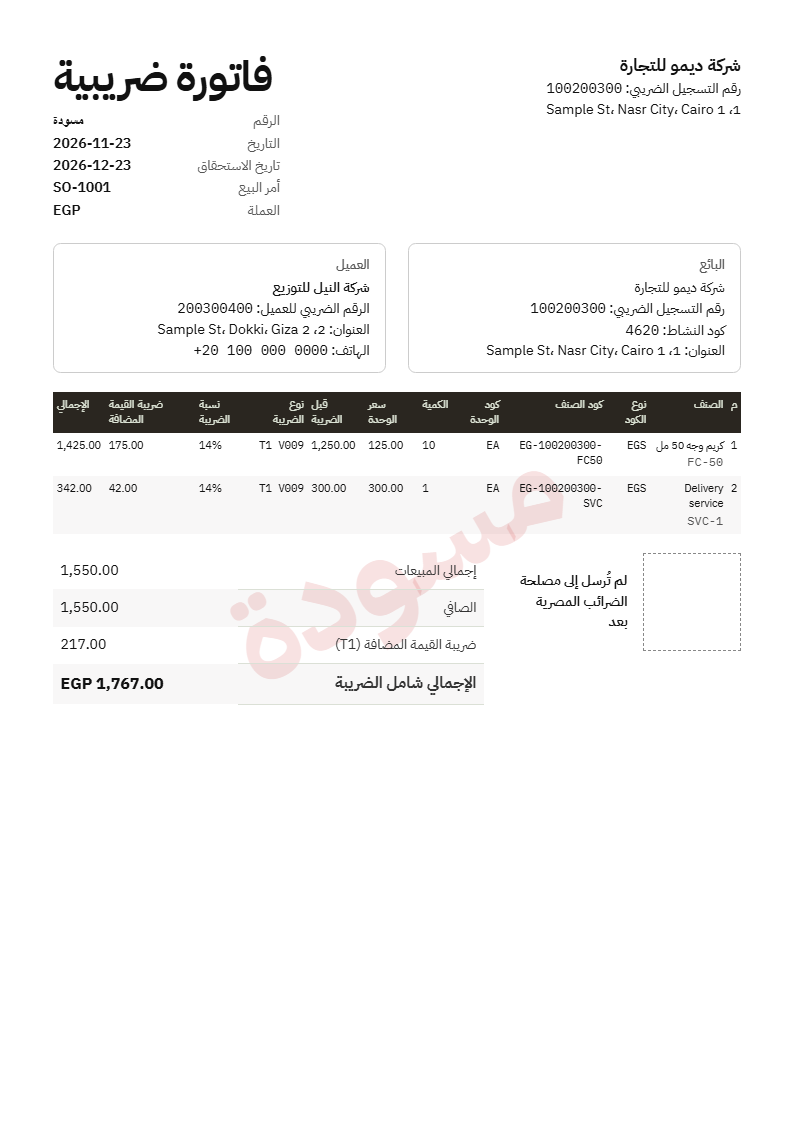 شركة ديمو للتجارة
رقم التسجيل الضريبي: 100200300
1، 1 Sample St، Nasr City، Cairo
فاتورة ضريبية
الرقم مسودة
التاريخ 2026-11-23
تاريخ الاستحقاق 2026-12-23
أمر البيع SO-1001
العملة EGP
البائع
شركة ديمو للتجارة
رقم التسجيل الضريبي: 100200300
كود النشاط: 4620
العنوان: 1، 1 Sample St، Nasr City، Cairo
العميل
شركة النيل للتوزيع
الرقم الضريبي للعميل: 200300400
العنوان: 2، 2 Sample St، Dokki، Giza
الهاتف: +20 100 000 0000
م الصنف نوع الكود كود الصنف كود الوحدة الكمية سعر الوحدة قبل الضريبة نوع الضريبة نسبة الضريبة ضريبة القيمة المضافة الإجمالي
1 كريم وجه 50 مل FC-50 EGS EG-100200300-FC50 EA 10 125.00 1,250.00 T1 V009 14% 175.00 1,425.00
2 Delivery service SVC-1 EGS EG-100200300-SVC EA 1 300.00 300.00 T1 V009 14% 42.00 342.00
مسودة
لم تُرسل إلى مصلحة
الضرائب المصرية
بعد
إجمالي المبيعات 1,550.00
الصافي 1,550.00
ضريبة القيمة المضافة (T1) 217.00
الإجمالي شامل الضريبة EGP 1,767.00